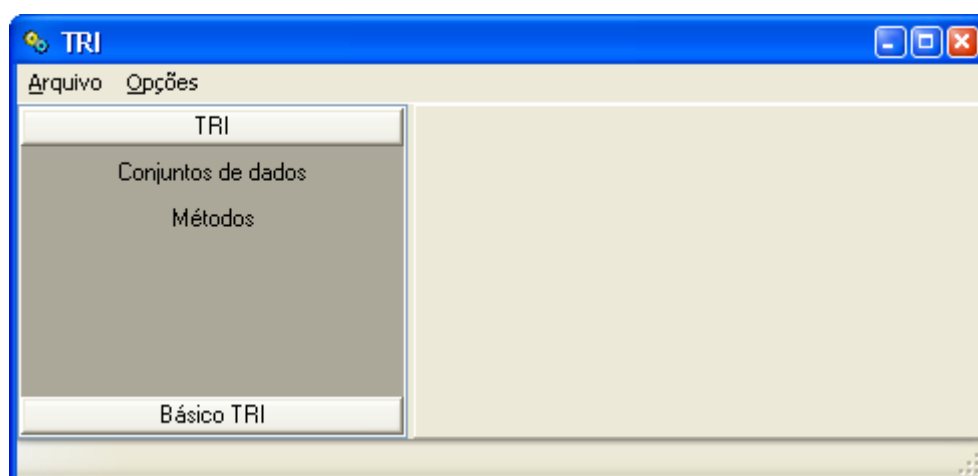 TRI
Arquivo Opções
TRI
Conjuntos de dados
Métodos
Básico TRI